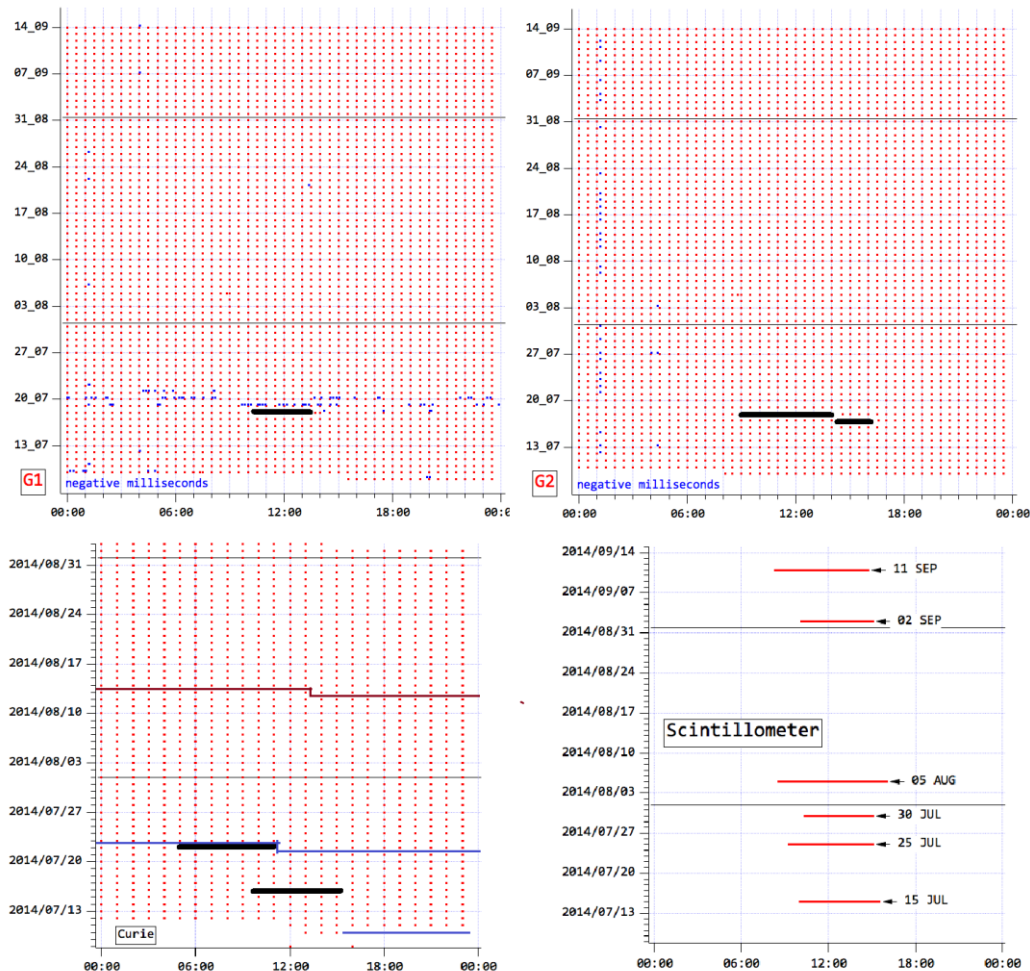 14_09
07_09
31_08
24_08
17_08
10_08
03_08
27_07
20_07
13_07
G1
negative milliseconds
00:00 06:00 12:00 18:00 00:00
14_09
07_09
31_08
24_08
17_08
10_08
03_08
27_07
20_07
13_07
G2
negative milliseconds
00:00 06:00 12:00 18:00 00:00
2014/08/31
2014/08/24
2014/08/17
2014/08/10
2014/08/03
2014/07/27
2014/07/20
2014/07/13
Curie
00:00 06:00 12:00 18:00 00:00
2014/09/14
11 SEP
2014/09/07
02 SEP
2014/08/31
2014/08/24
2014/08/17
Scintillometer
2014/08/10
05 AUG
2014/08/03
30 JUL
2014/07/27
25 JUL
2014/07/20
15 JUL
2014/07/13
00:00 06:00 12:00 18:00 00:00